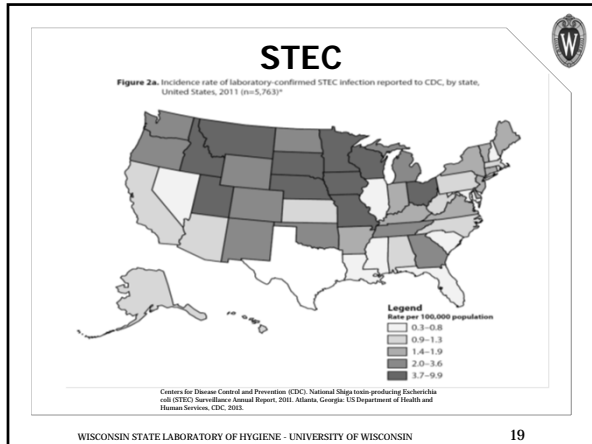 STEC
Figure 2a. Incidence rate of laboratory-confirmed STEC infection reported to CDC, by state,
United States, 2011 (n=5,763)*
Legend
Rate per 100,000 population
0.3–0.8
0.9–1.3
1.4–1.9
2.0–3.6
3.7–9.9
Centers for Disease Control and Prevention (CDC). National Shiga toxin-producing Escherichia
coli (STEC) Surveillance Annual Report, 2011. Atlanta, Georgia: US Department of Health and
Human Services, CDC, 2013.
WISCONSIN STATE LABORATORY OF HYGIENE - UNIVERSITY OF WISCONSIN 19
W